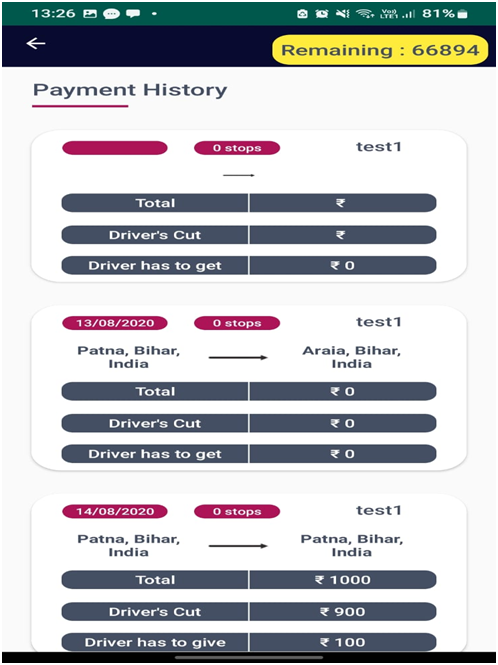 13:26 81%
Remaining : 66894
Payment History
0 stops test1
Total ₹
Driver's Cut ₹
Driver has to get ₹ 0
13/08/2020 0 stops test1
Patna, Bihar, India Araia, Bihar, India
Total ₹ 0
Driver's Cut ₹ 0
Driver has to get ₹ 0
14/08/2020 0 stops test1
Patna, Bihar, India Patna, Bihar, India
Total ₹ 1000
Driver's Cut ₹ 900
Driver has to give ₹ 100